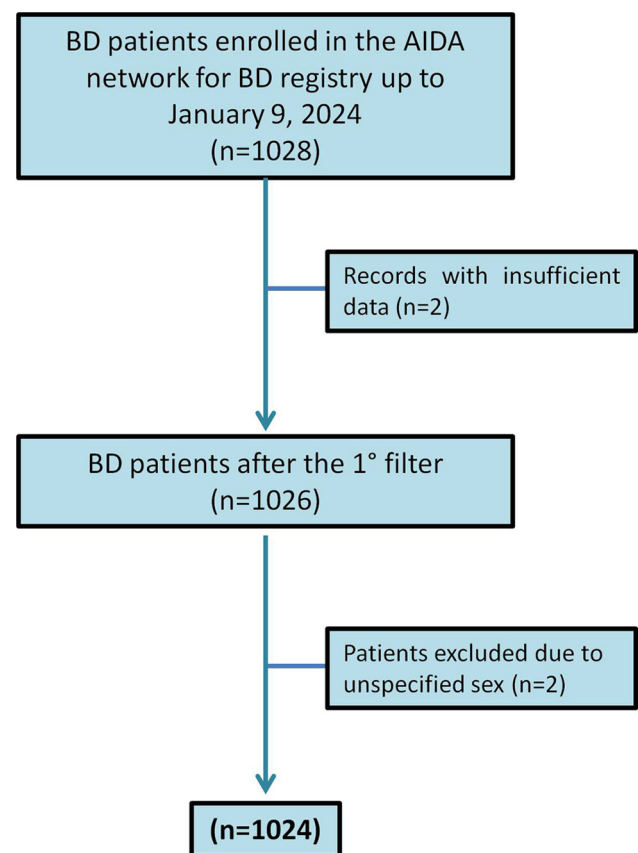 BD patients enrolled in the AIDA
network for BD registry up to
January 9, 2024
(n=1028)
Records with insufficient
data (n=2)
BD patients after the 1° filter
(n=1026)
Patients excluded due to
unspecified sex (n=2)
(n=1024)